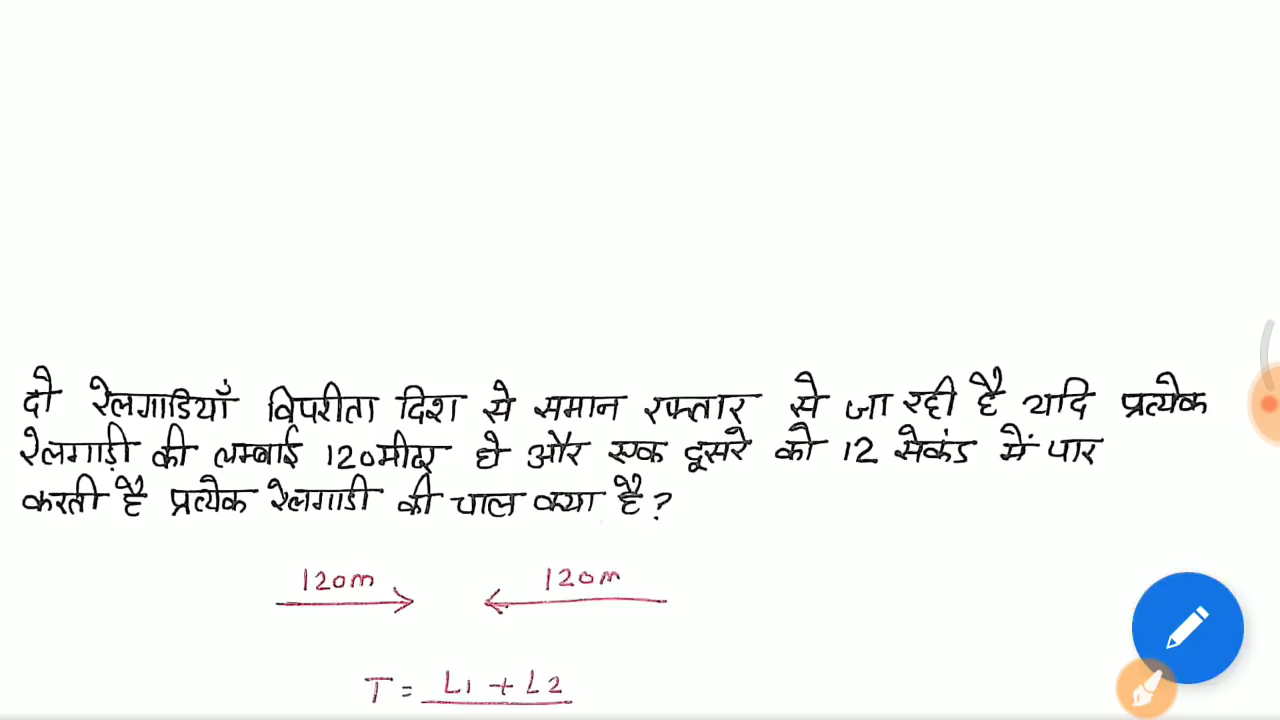 दो रेलगाडियाँ विपरीता दिश से समान रफ्तार से जा रही है यदि प्रत्येक
रेलगाड़ी की लम्बाई 120मीटर थे और एक दूसरे को 12 सेकंड में पार
करती है प्रत्येक रेलगाडी की चाल क्या है?
120m 120m
T = L1 + L2